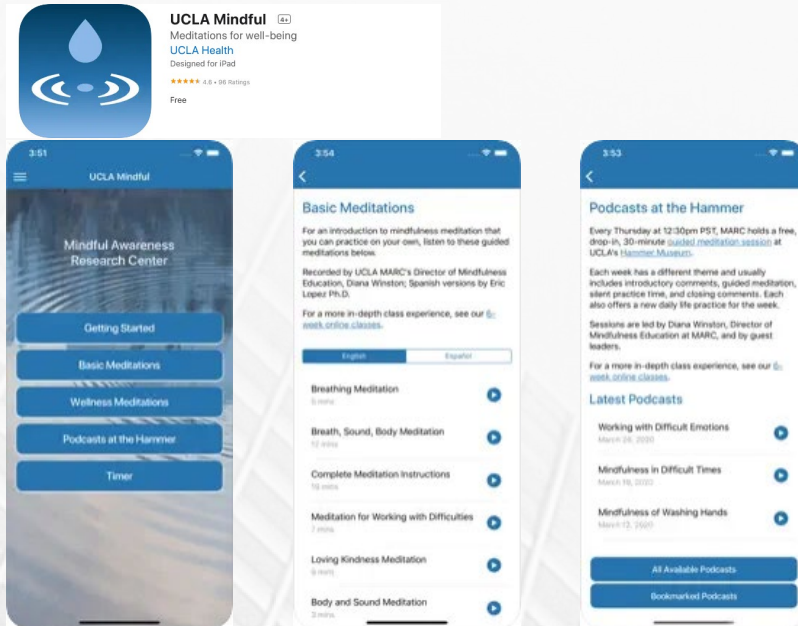 UCLA Mindful 4+
Meditations for well-being
UCLA Health
Designed for iPad
4.8 • 96 Ratings
Free
3:51
UCLA Mindful
Mindful Awareness
Research Center
Getting Started
Basic Meditations
Wellness Meditations
Podcasts at the Hammer
Timer
3:54
Basic Meditations
For an introduction to mindfulness meditation that
you can practice on your own, listen to these guided
meditations below.
Recorded by UCLA MARC's Director of Mindfulness
Education, Diana Winston; Spanish versions by Eric
Lopez Ph.D.
For a more in-depth class experience, see our 6-
week online classes.
English
Español
Breathing Meditation
5 mins
Breath, Sound, Body Meditation
12 mins
Complete Meditation Instructions
19 mins
Meditation for Working with Difficulties
7 mins
Loving Kindness Meditation
9 mins
Body and Sound Meditation
3 mins
3:53
Podcasts at the Hammer
Every Thursday at 12:30pm PST, MARC holds a free,
drop-in, 30-minute guided meditation session at
UCLA's Hammer Museum.
Each week has a different theme and usually
includes introductory comments, guided meditation,
silent practice time, and closing comments. Each
also offers a new daily life practice for the week.
Sessions are led by Diana Winston, Director of
Mindfulness Education at MARC, and by guest
leaders.
For a more in-depth class experience, see our 6-
week online classes.
Latest Podcasts
Working with Difficult Emotions
March 26, 2020
Mindfulness in Difficult Times
March 19, 2020
Mindfulness of Washing Hands
March 12, 2020
All Available Podcasts
Bookmarked Podcasts